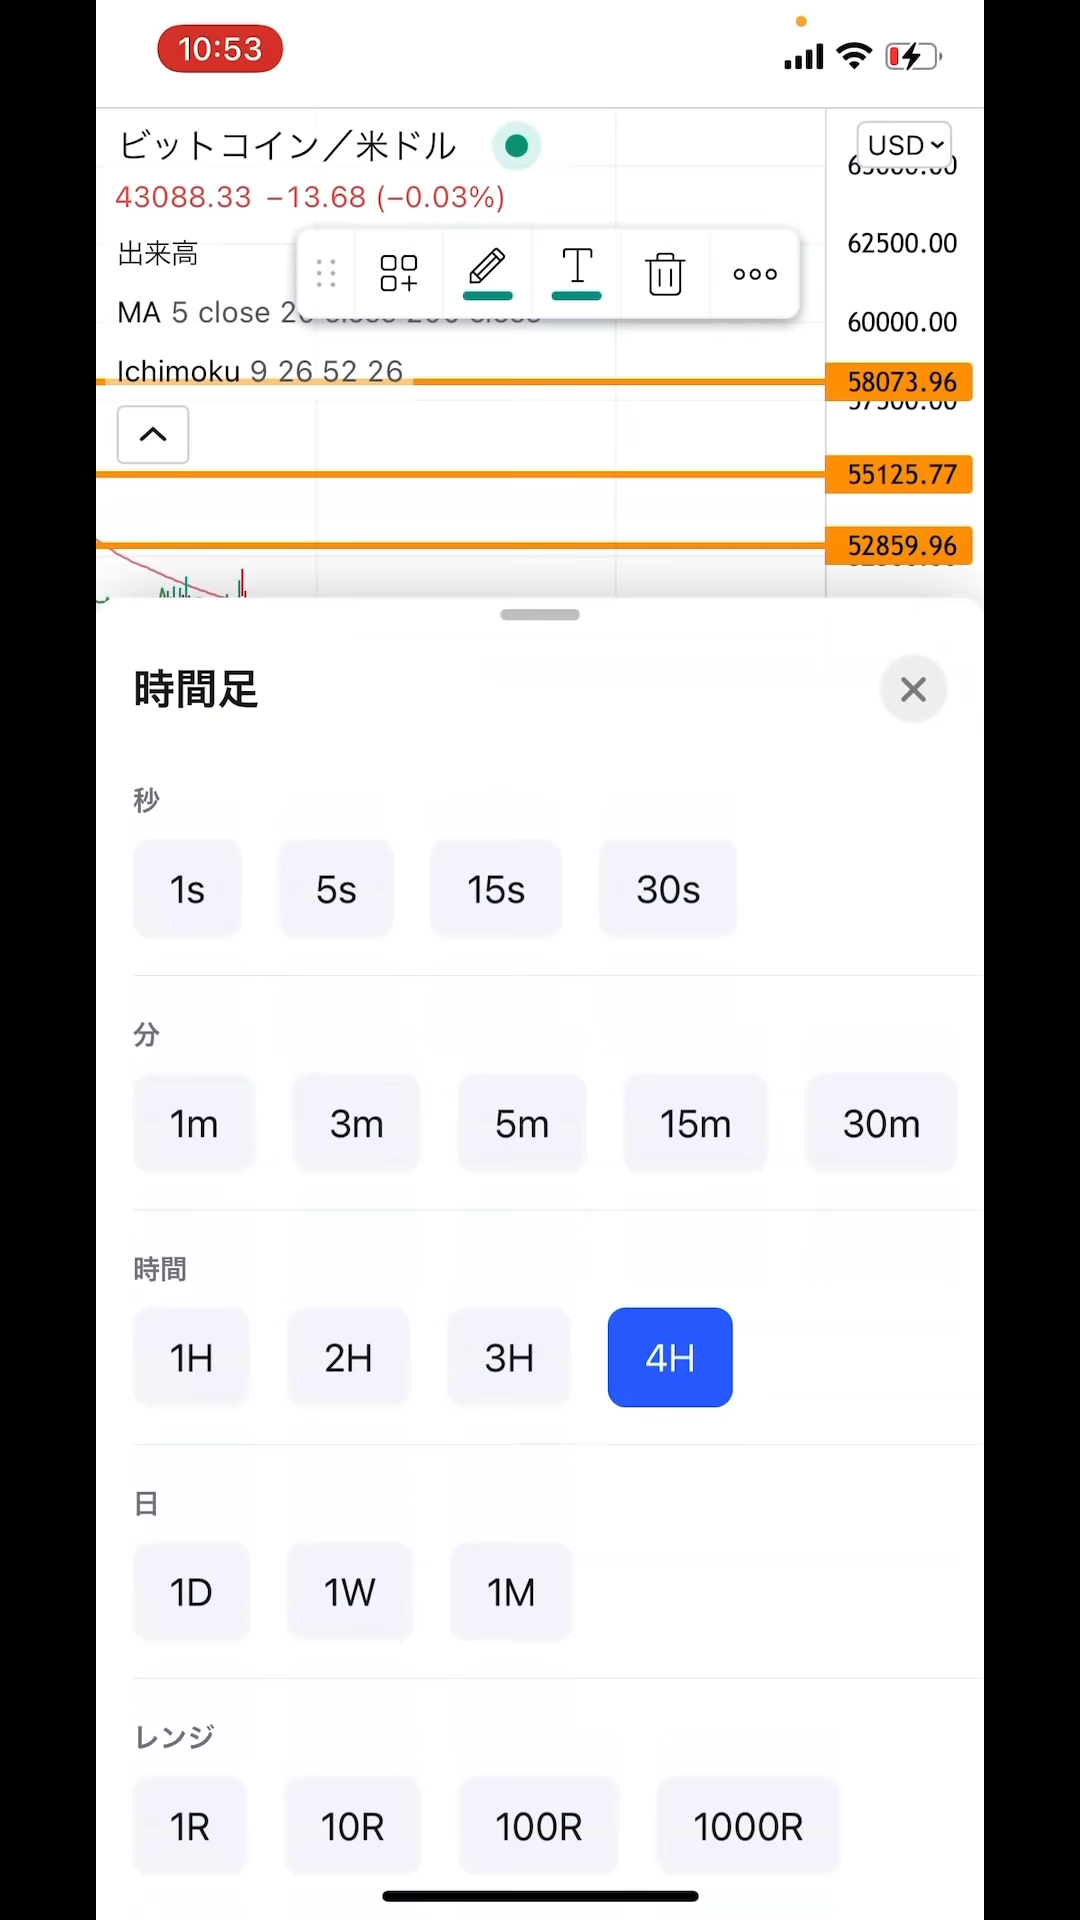 10:53
ビットコイン／米ドル
USD
43088.33 −13.68 (−0.03%)
62500.00
出来高
T
60000.00
MA 5 close
Ichimoku 9 26 52 26
58073.96
55125.77
52859.96
時間足
秒
1s 5s 15s 30s
分
1m 3m 5m 15m 30m
時間
1H 2H 3H 4H
日
1D 1W 1M
レンジ
1R 10R 100R 1000R